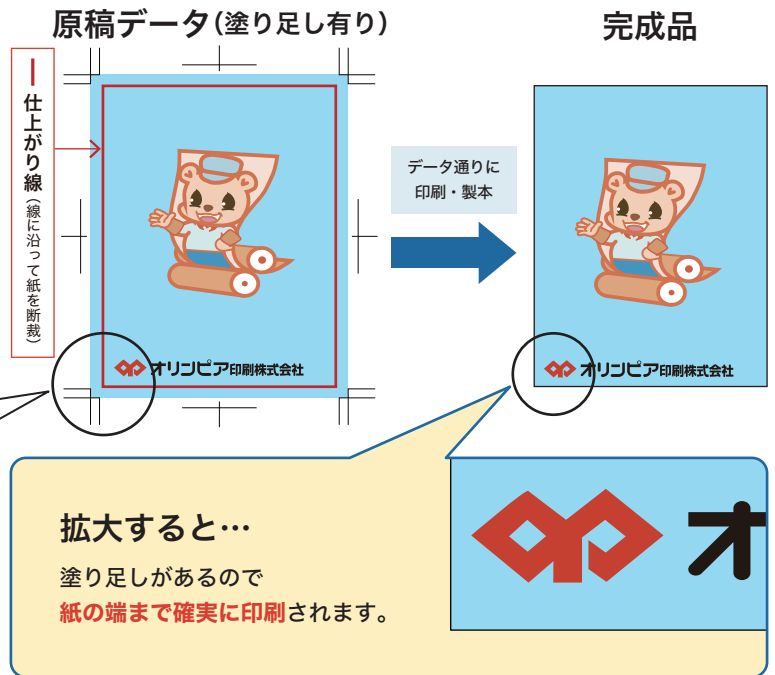 原稿データ(塗り足し有り)
完成品
仕上がり線(線に沿って紙を断裁)
データ通りに
印刷・製本
オリンピア印刷株式会社
オリンピア印刷株式会社
拡大すると…
塗り足しがあるので
紙の端まで確実に印刷されます。
オ